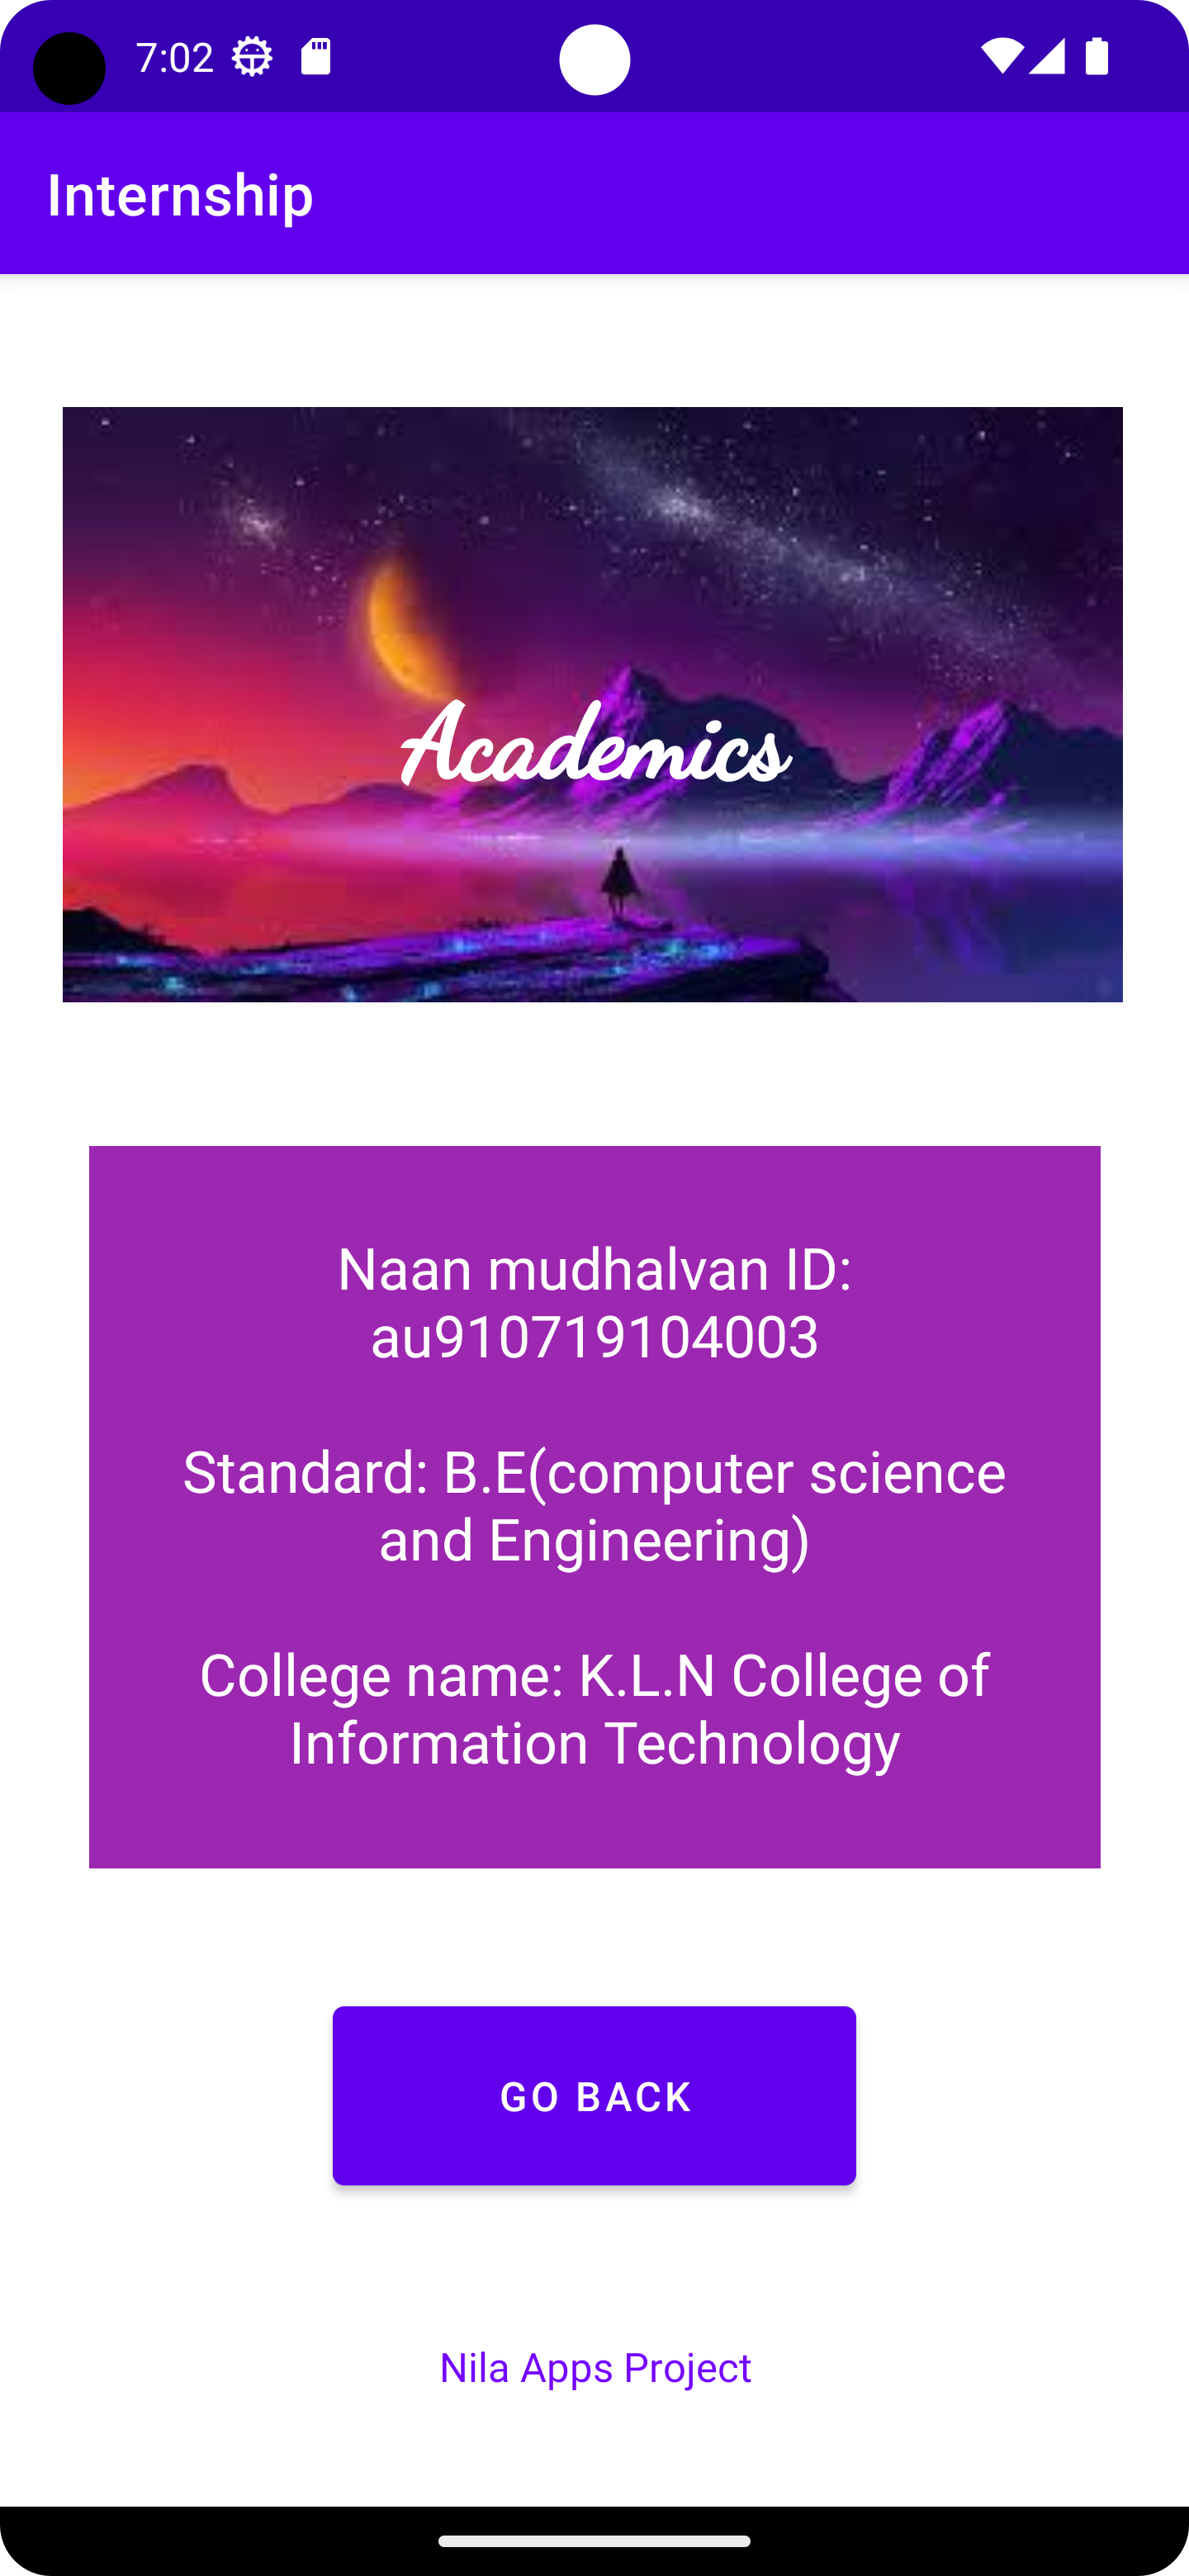 7:02
Internship
Academics
Naan mudhalvan ID:
au910719104003
Standard: B.E(computer science
and Engineering)
College name: K.L.N College of
Information Technology
GO BACK
Nila Apps Project